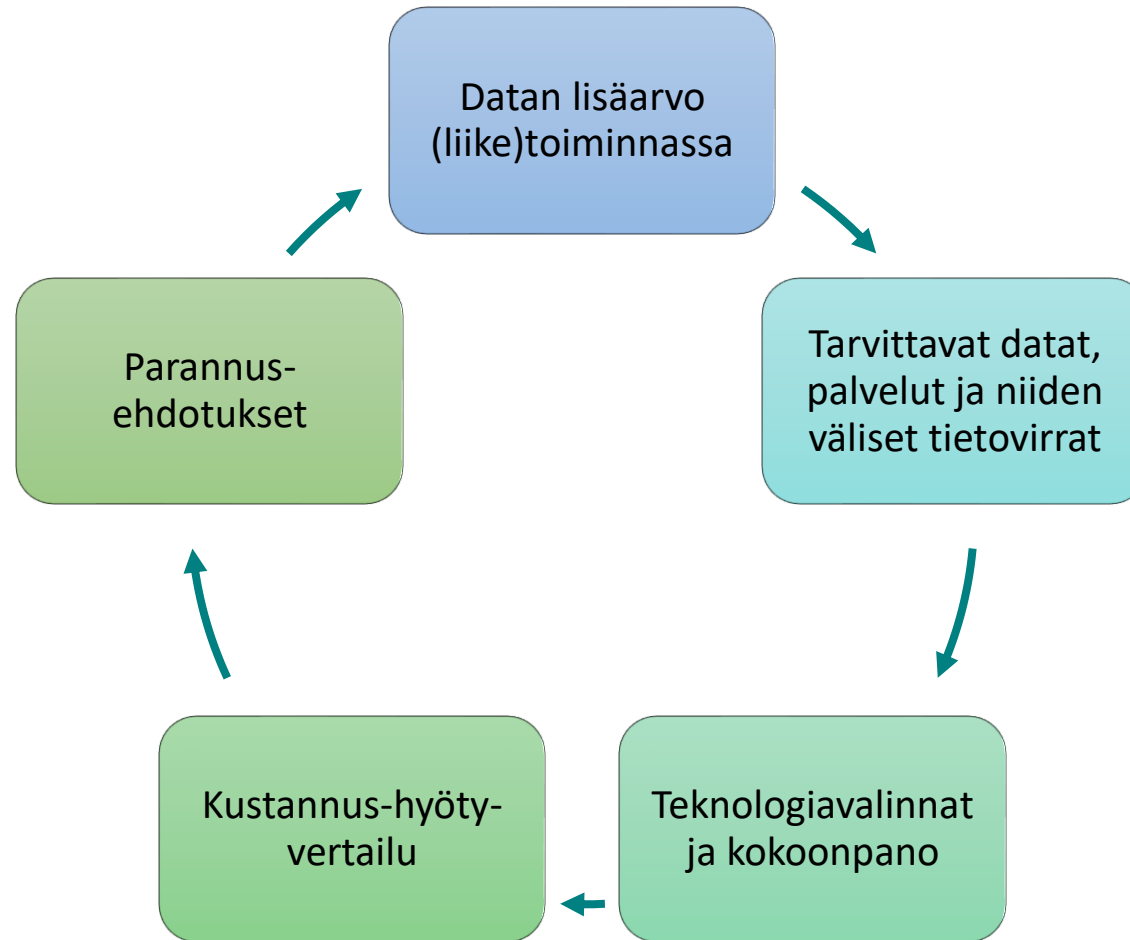 Datan lisäarvo
(liike)toiminnassa
Tarvittavat datat,
palvelut ja niiden
väliset tietovirrat
Teknologiavalinnat
ja kokoonpano
Kustannus-hyöty-
vertailu
Parannus-
ehdotukset